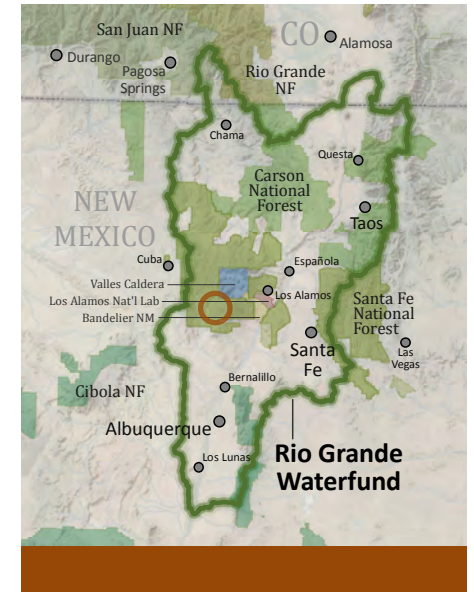 San Juan NF
CO
Alamosa
Durango
Pagosa
Springs
Rio Grande
NF
Chama
Questa
Carson
National
Forest
NEW
MEXICO
Taos
Cuba
Española
Valles Caldera
Los Alamos Nat'l Lab
Los Alamos
Bandelier NM
Santa Fe
National
Forest
Santa
Fe
Las
Vegas
Bernalillo
Cibola NF
Albuquerque
Los Lunas
Rio Grande
Waterfund